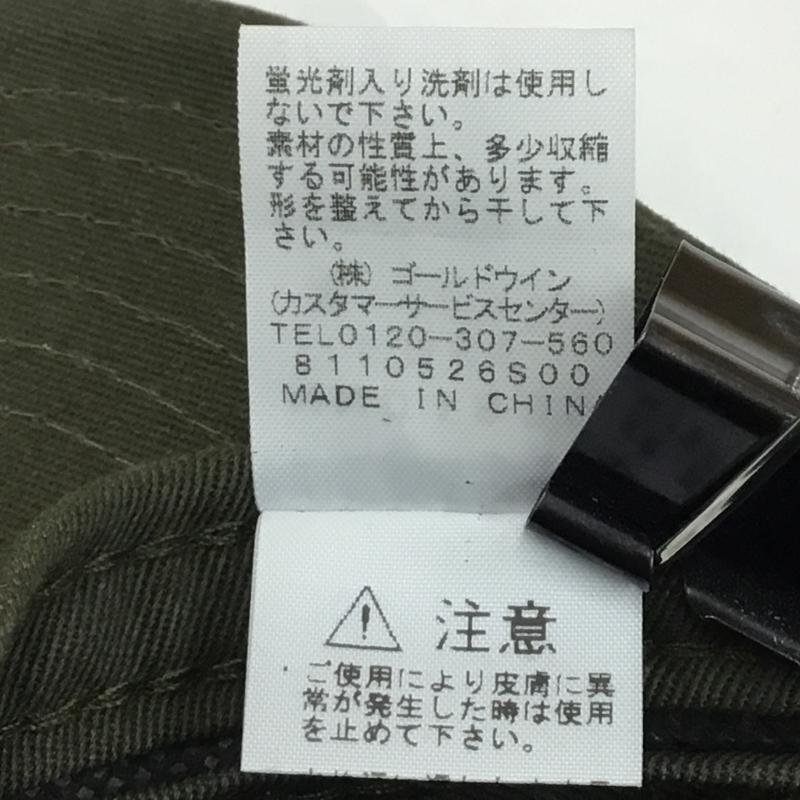 蛍光剤入り洗剤は使用し
ないで下さい。
素材の性質上、多少収縮
する可能性があります。
形を整えてから干して下
さい。
(株) ゴールドウイン
(カスタマーサービスセンター)
TEL0120-307-560
8110526S00
MADE IN CHINA
注意
ご使用により皮膚に異
常が発生した時は使用
を止めて下さい。